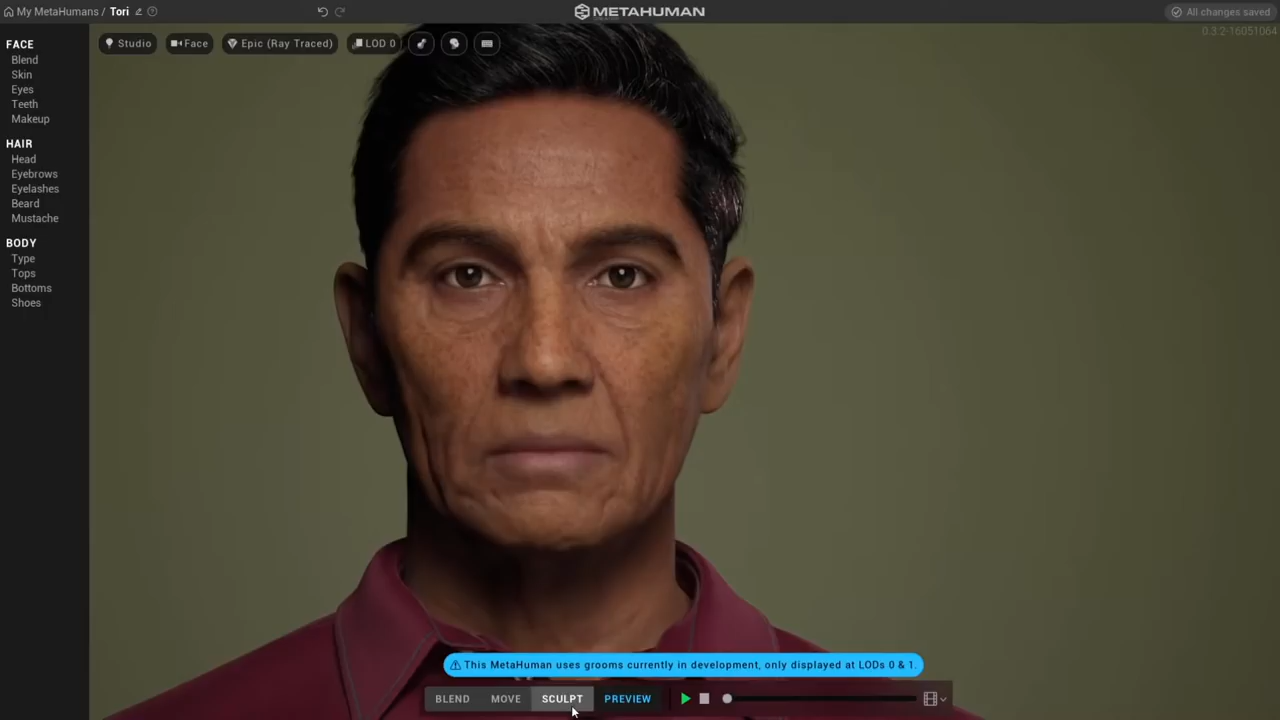 My MetaHumans / Tori
METAHUMAN
All changes saved
0.3.2-16051064
FACE
Blend
Skin
Eyes
Teeth
Makeup
HAIR
Head
Eyebrows
Eyelashes
Beard
Mustache
BODY
Type
Tops
Bottoms
Shoes
Studio
Face
Epic (Ray Traced)
LOD 0
This MetaHuman uses grooms currently in development, only displayed at LODs 0 & 1.
BLEND
MOVE
SCULPT
PREVIEW